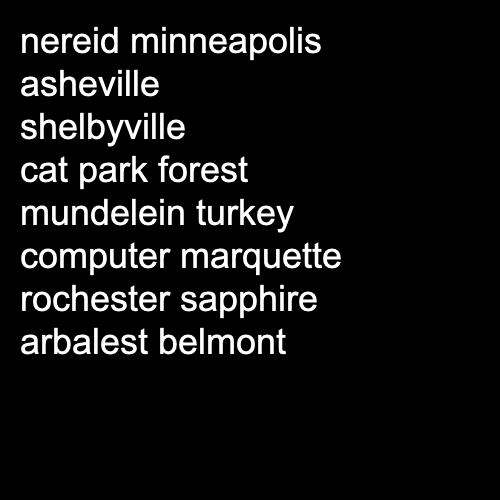 nereid minneapolis
asheville
shelbyville
cat park forest
mundelein turkey
computer marquette
rochester sapphire
arbalest belmont